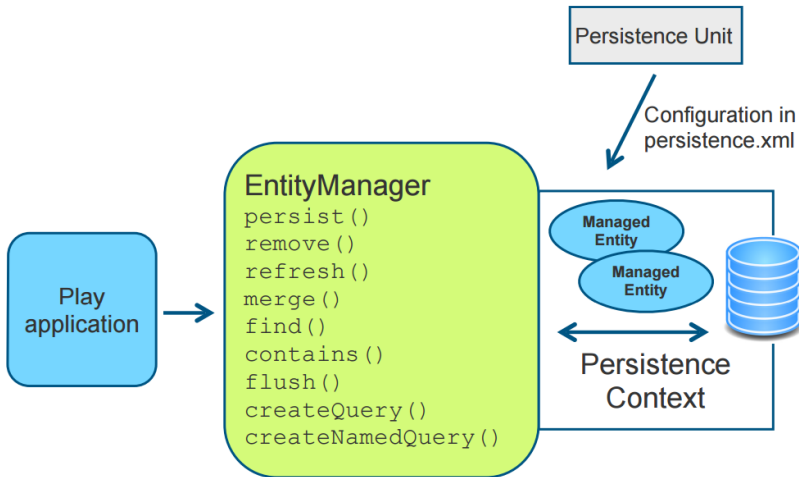 Persistence Unit
Configuration in
persistence.xml
EntityManager
persist()
remove()
refresh()
merge()
find()
contains()
flush()
createQuery()
createNamedQuery()
Play
application
Managed
Entity
Managed
Entity
Persistence
Context